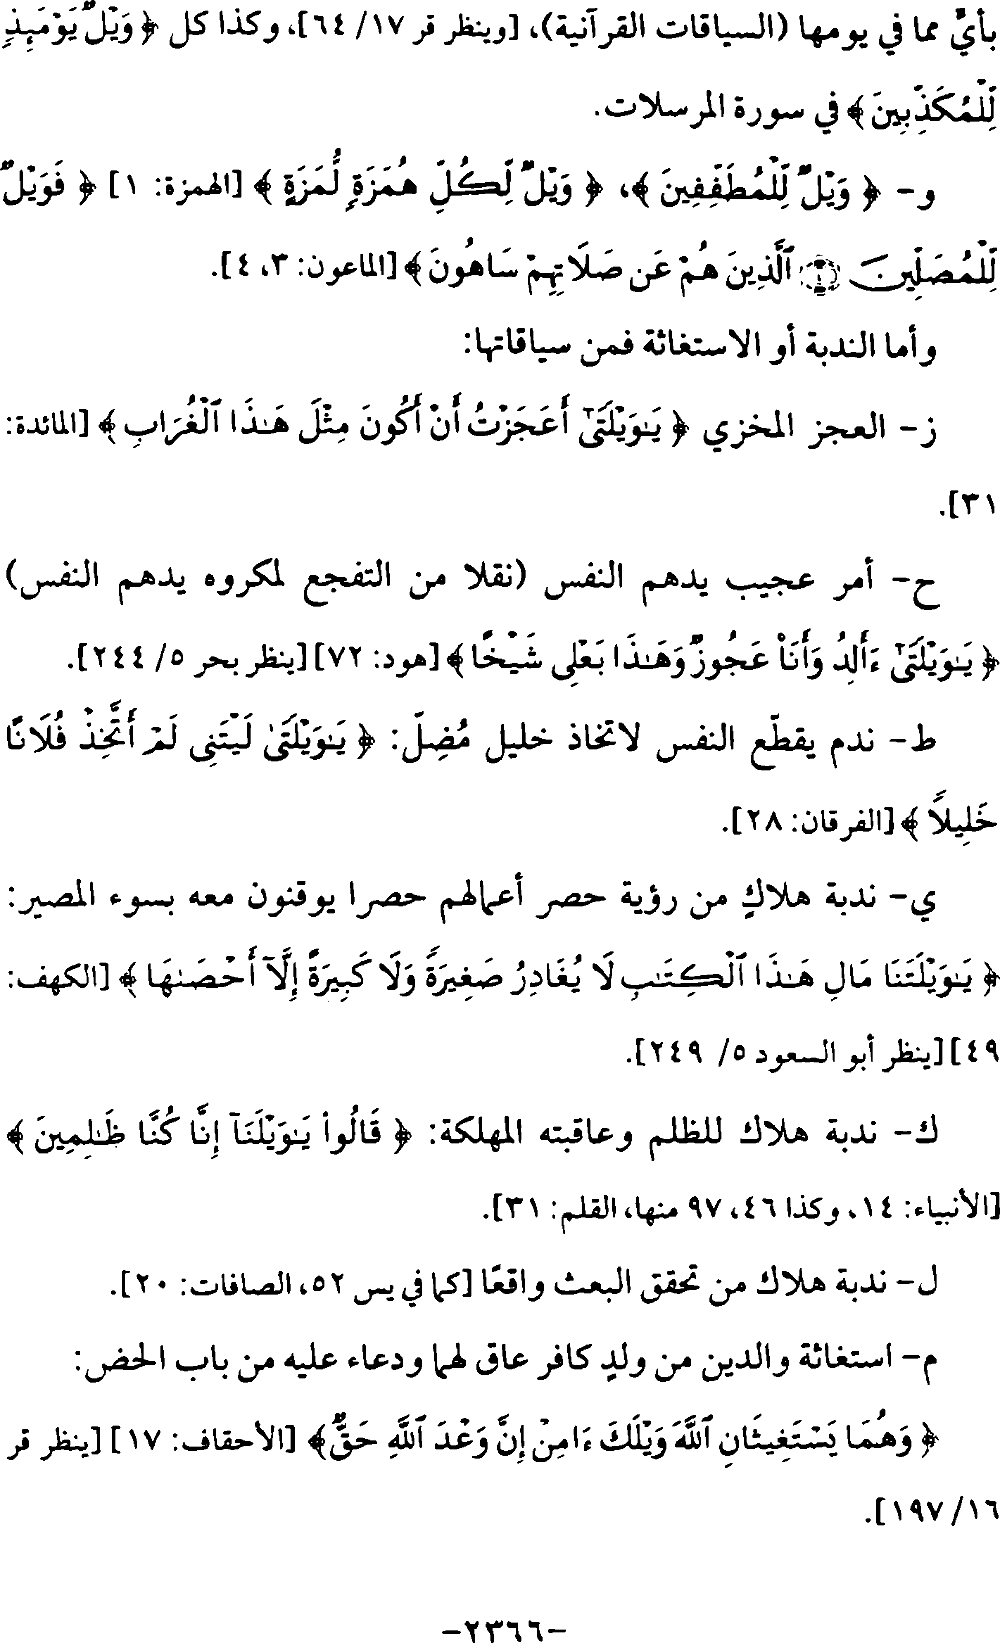 بأيٍّ مما في يومها (السياقات القرآنية)، [وينظر قر ١٧/ ٦٤]، وكذا كل ﴿ وَيْلٌ يَوْمَئِذٍ
لِّلْمُكَذِّبِينَ ﴾ في سورة المرسلات.
و- ﴿ وَيْلٌ لِّلْمُطَفِّفِينَ ﴾، ﴿ وَيْلٌ لِّكُلِّ هُمَزَةٍ لُّمَزَةٍ ﴾ [الهمزة: ١] ﴿ فَوَيْلٌ
لِّلْمُصَلِّينَ ۝٤ ٱلَّذِينَ هُمْ عَن صَلَاتِهِمْ سَاهُونَ ﴾ [الماعون: ٣، ٤].
وأما الندبة أو الاستغاثة فمن سياقاتها:
ز- العجز المخزي ﴿ يَـٰوَيْلَتَىٰٓ أَعَجَزْتُ أَنْ أَكُونَ مِثْلَ هَـٰذَا ٱلْغُرَابِ ﴾ [المائدة:
٣١].
ح- أمر عجيب يدهم النفس (نقلا من التفجع لمكروه يدهم النفس)
﴿ يَـٰوَيْلَتَىٰٓ ءَأَلِدُ وَأَنَا۠ عَجُوزٌ وَهَـٰذَا بَعْلِى شَيْخًا ﴾ [هود: ٧٢] [ينظر بحر ٥/ ٢٤٤].
ط- ندم يقطّع النفس لاتخاذ خليل مُضِلّ: ﴿ يَـٰوَيْلَتَىٰ لَيْتَنِى لَمْ أَتَّخِذْ فُلَانًا
خَلِيلًا ﴾ [الفرقان: ٢٨].
ي- ندبة هلاكٍ من رؤية حصر أعمالهم حصرا يوقنون معه بسوء المصير:
﴿ يَـٰوَيْلَتَنَا مَالِ هَـٰذَا ٱلْكِتَـٰبِ لَا يُغَادِرُ صَغِيرَةً وَلَا كَبِيرَةً إِلَّآ أَحْصَىٰهَا ﴾ [الكهف:
٤٩] [ينظر أبو السعود ٥/ ٢٤٩].
ك- ندبة هلاك للظلم وعاقبته المهلكة: ﴿ قَالُوا۟ يَـٰوَيْلَنَآ إِنَّا كُنَّا ظَـٰلِمِينَ ﴾
[الأنبياء: ١٤، وكذا ٤٦، ٩٧ منها، القلم: ٣١].
ل- ندبة هلاك من تحقق البعث واقعًا [كما في يس ٥٢، الصافات: ٢٠].
م- استغاثة والدين من ولدٍ كافر عاق لهما ودعاء عليه من باب الحض:
﴿ وَهُمَا يَسْتَغِيثَانِ ٱللَّهَ وَيْلَكَ ءَامِنْ إِنَّ وَعْدَ ٱللَّهِ حَقٌّ ﴾ [الأحقاف: ١٧] [ينظر قر
١٦/ ١٩٧].
-٢٣٦٦-